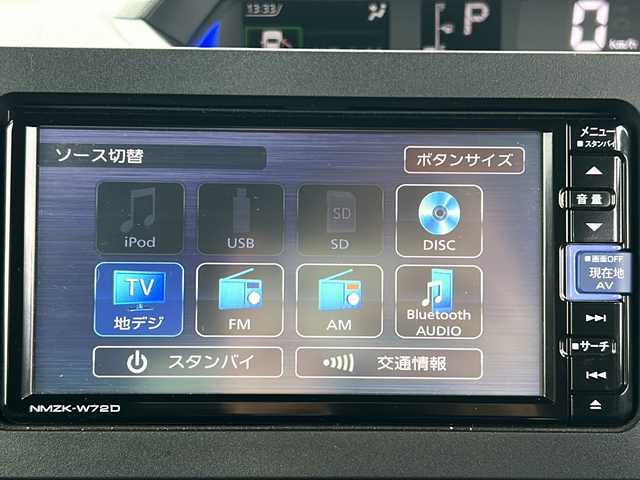 13:33
P
0
km/h
メニュー
■スタンバイ
ソース切替
ボタンサイズ
音量
iPod
USB
SD
SD
DISC
■画面OFF
現在地
AV
TV
地デジ
FM
AM
Bluetooth
AUDIO
■サーチ
スタンバイ
交通情報
NMZK-W72D